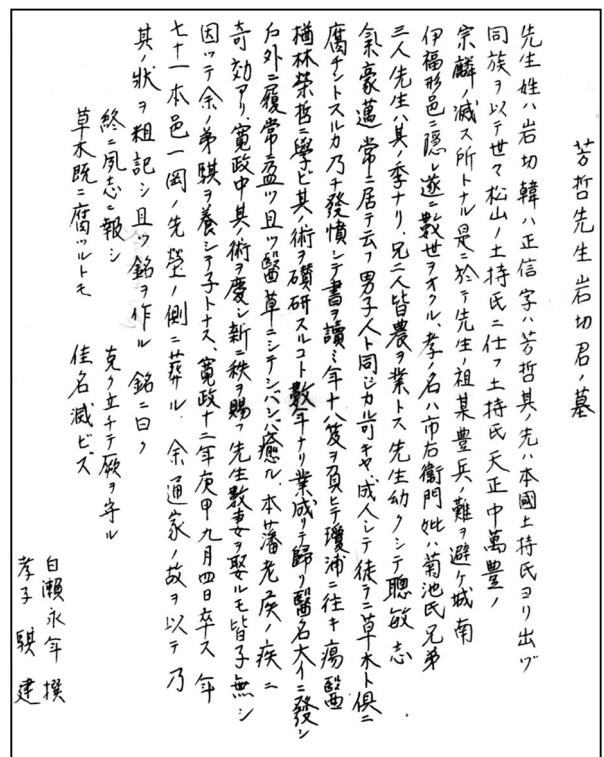 芳哲先生岩切君ノ墓
先生姓ハ岩切韓ハ正信字ハ芳哲其ノ先ハ本國土持氏ヨリ出ヅ
同族ヲ以テ世々松山ノ土持氏ニ仕フ土持氏天正中萬豊ノ
宗麟ノ滅ス所トナル是ニ於テ先生ノ祖某豊兵ノ難ヲ避ケ城南
伊福形邑ニ隠レ遂ニ數世ヲオクル、孝ノ名ハ市右衞門妣ハ菊池氏兄弟
三人先生ハ其ノ季ナリ、兄二人皆農ヲ業トス先生幼クシテ聰敏志
氣豪邁常ニ居テ云フ男子人ト同ジカル可キヤ、成人シテ徒ラニ草木ト倶ニ
腐チントスルカ乃チ發憤シテ書ヲ讀ミ年十八笈ヲ負ヒテ瓊浦ニ往キ瘍醫
楢林榮哲ニ學ビ其ノ術ヲ礸研スルコト數年ナリ業成リテ歸リ醫名大イニ發シ
戸外ニ履常ニ盈ツ且ツ醫草ニシテシバシバ癒ル 本藩老侯ノ疾ニ
奇効アリ、寛政中其ノ術ヲ慶シ新ニ秩ヲ賜フ先生數妻ヲ娶ルモ皆子無シ
因ッテ余ノ弟騏ヲ養シテ子トナス、寛政十二年庚申九月四日卒ス 年
七十一本邑一岡ノ先塋ノ側ニ葬ル 余通家ノ故ヲ以テ乃
其ノ狀ヲ粗記シ且ツ銘ヲ作ル 銘ニ曰ク
終ニ夙志ニ報シ 克ク立チテ厥ヲ守ル
草木既ニ腐ツルトモ 佳名滅ビズ
白瀬永年 撰
孝子 騏 建